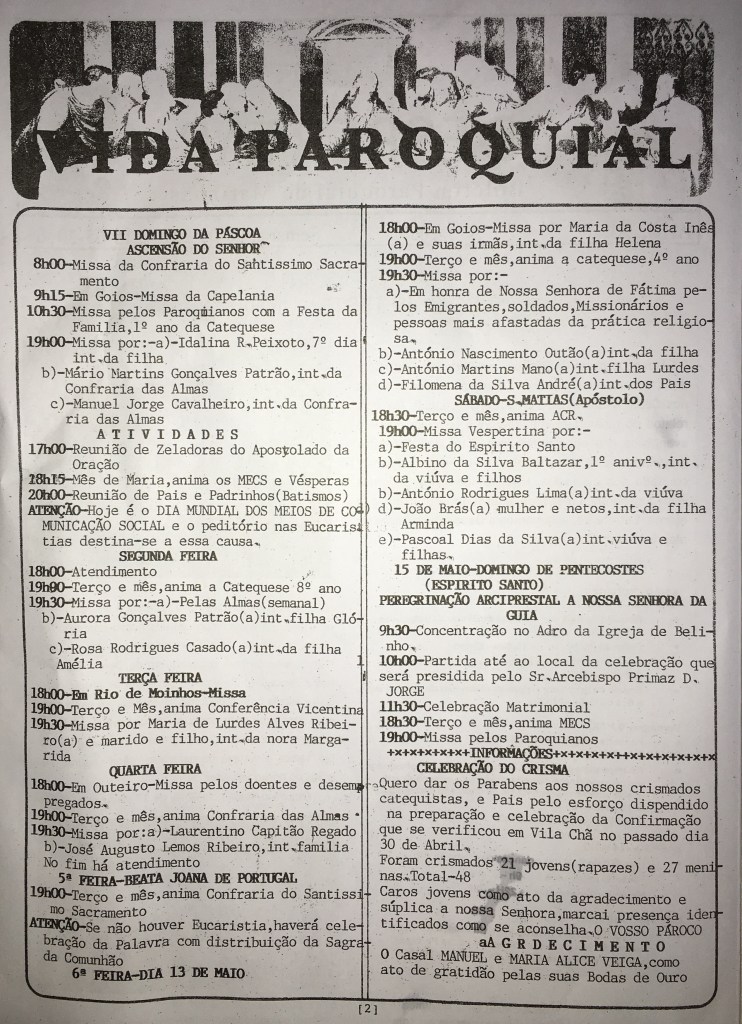 VIDA PAROQUIAL
VII DOMINGO DA PÁSCOA
ASCENSÃO DO SENHOR
8h00-Missa da Confraria do Sahtissimo Sacra-
mento
9h15-Em Goios-Missa da Capelania
10h30-Missa pelos Paroquianos com a Festa da
Familia,1º ano da Catequese
19h00-Missa por:-a)-Idalina R.Peixoto,7º dia
int.da filha
b)-Mário Martins Gonçalves Patrão,int.da
Confraria das Almas
c)-Manuel Jorge Cavalheiro,int.da Confra-
ria das Almas
A T I V I D A D E S
17h00-Reunião de Zeladoras do Apostolado da
Oração
18h15-Mês de Maria,anima os MECS e Vésperas
20h00-Reunião de Pais e Padrinhos(Batismos)
ATENÇÃO-Hoje é o DIA MUNDIAL DOS MEIOS DE CO
MUNICAÇÃO SOCIAL e o peditório nas Eucaris
tias destina-se a essa causa.
SEGUNDA FEIRA
18h00-Atendimento
19h00-Terço e mês,anima a Catequese 8º ano
19h30-Missa por:-a)-Pelas Almas(semanal)
b)-Aurora Gonçalves Patrão(a)int.filha Gló-
ria
c)-Rosa Rodrigues Casado(a)int.da filha
Amélia
TERÇA FEIRA
18h00-Em Rio de Moinhos-Missa
19h00-Terço e Mês,anima Conferência Vicentina
19h30-Missa por Maria de Lurdes Alves Ribei-
ro(a) e marido e filho,int.da nora Marga-
rida
QUARTA FEIRA
18h00-Em Outeiro-Missa pelos doentes e desem
pregados.
19h00-Terço e mês,anima Confraria das Almas
19h30-Missa por:a)-Laurentino Capitão Regado
b)-José Augusto Lemos Ribeiro,int.familia
No fim há atendimento
5ª FEIRA-BEATA JOANA DE PORTUGAL
19h00-Terço e mês,anima Confraria do Santissi-
mo Sacramento
ATENÇÃO-Se não houver Eucaristia,haverá cele-
bração da Palavra com distribuição da Sagra-
da Comunhão
6ª FEIRA-DIA 13 DE MAIO
18h00-Em Goios-Missa por Maria da Costa Inês
(a) e suas irmãs,int.da filha Helena
19h00-Terço e mês,anima a catequese,4º ano
19h30-Missa por:-
a)-Em honra de Nossa Senhora de Fátima pe-
los Emigrantes,soldados,Missionários e
pessoas mais afastadas da prática religio-
sa.
b)-António Nascimento Outão(a)int.da filha
c)-António Martins Mano(a)int.filha Lurdes
d)-Filomena da Silva André(a)int.dos Pais
SÁBADO-S.MATIAS(Apóstolo)
18h30-Terço e mês,anima ACR.
19h00-Missa Vespertina por:-
a)-Festa do Espirito Santo
b)-Albino da Silva Baltazar,1º anivº.,int.
da viúva e filhos
b)-António Rodrigues Lima(a)int.da viúva
d)-João Brás(a) mulher e netos,int.da filha
Arminda
e)-Pascoal Dias da Silva(a)int.viúva e
filhas.
15 DE MAIO-DOMINGO DE PENTECOSTES
(ESPIRITO SANTO)
PEREGRINAÇÃO ARCIPRESTAL A NOSSA SENHORA DA
GUIA
9h30-Concentração no Adro da Igreja de Beli-
nho.
10h00-Partida até ao local da celebração que
será presidida pelo Sr.Arcebispo Primaz D.
JORGE
11h30-Celebração Matrimonial
18h30-Terço e mês,anima MECS
19h00-Missa pelos Paroquianos
+x+x+x+x+x+INFORMAÇÕES+x+x+x+x+x+x+x+x+x+x
CELEBRAÇÃO DO CRISMA
Quero dar os Parabens aos nossos crismados
catequistas, e Pais pelo esforço dispendido
na preparação e celebração da Confirmação
que se verificou em Vila Chã no passado dia
30 de Abril.
Foram crismados 21 jovens(rapazes) e 27 meni-
nas.Total-48
Caros jovens como ato da agradecimento e
súplica a nossa Senhora,marcai presença iden-
tificados como se aconselha.O VOSSO PÁROCO
aA G R D E C I M E N T O
O Casal MANUEL e MARIA ALICE VEIGA,como
ato de gratidão pelas suas Bodas de Ouro
[2]